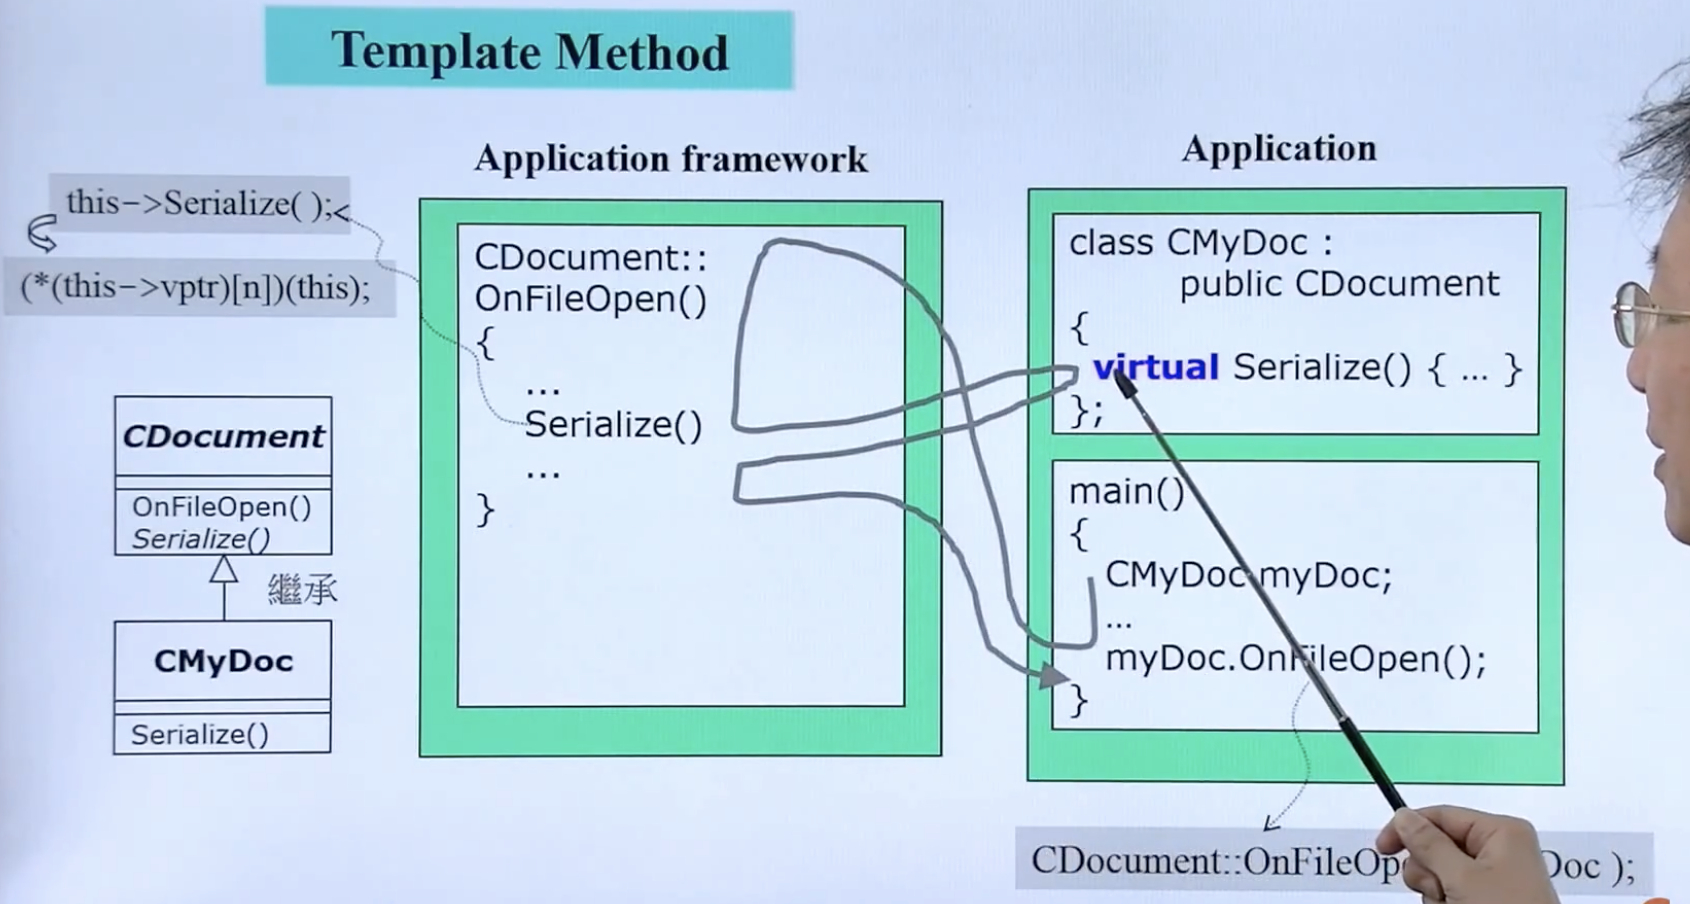 Template Method
Application framework
Application
this->Serialize( );
(*(this->vptr)[n])(this);
CDocument::
OnFileOpen()
{
...
Serialize()
...
}
class CMyDoc :
public CDocument
{
virtual Serialize() { ... }
};
main()
{
CMyDoc myDoc;
...
myDoc.OnFileOpen();
}
CDocument
OnFileOpen()
Serialize()
繼承
CMyDoc
Serialize()
CDocument::OnFileOp Doc );